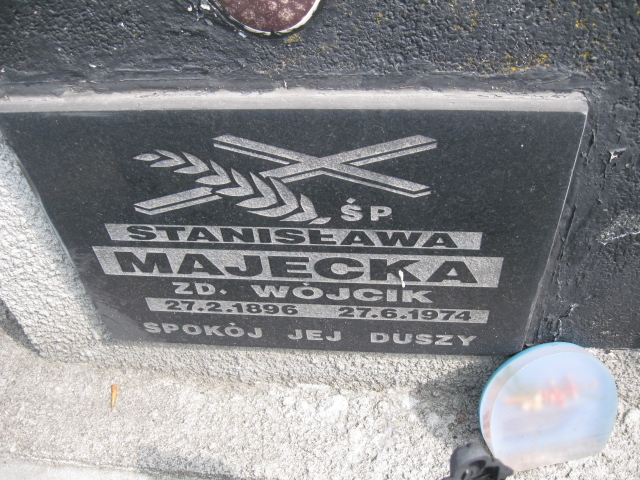 ŚP.
STANISŁAWA
MAJECKA
ZD. WÓJCIK
27.2.1896 27.6.1974
SPOKÓJ JEJ DUSZY